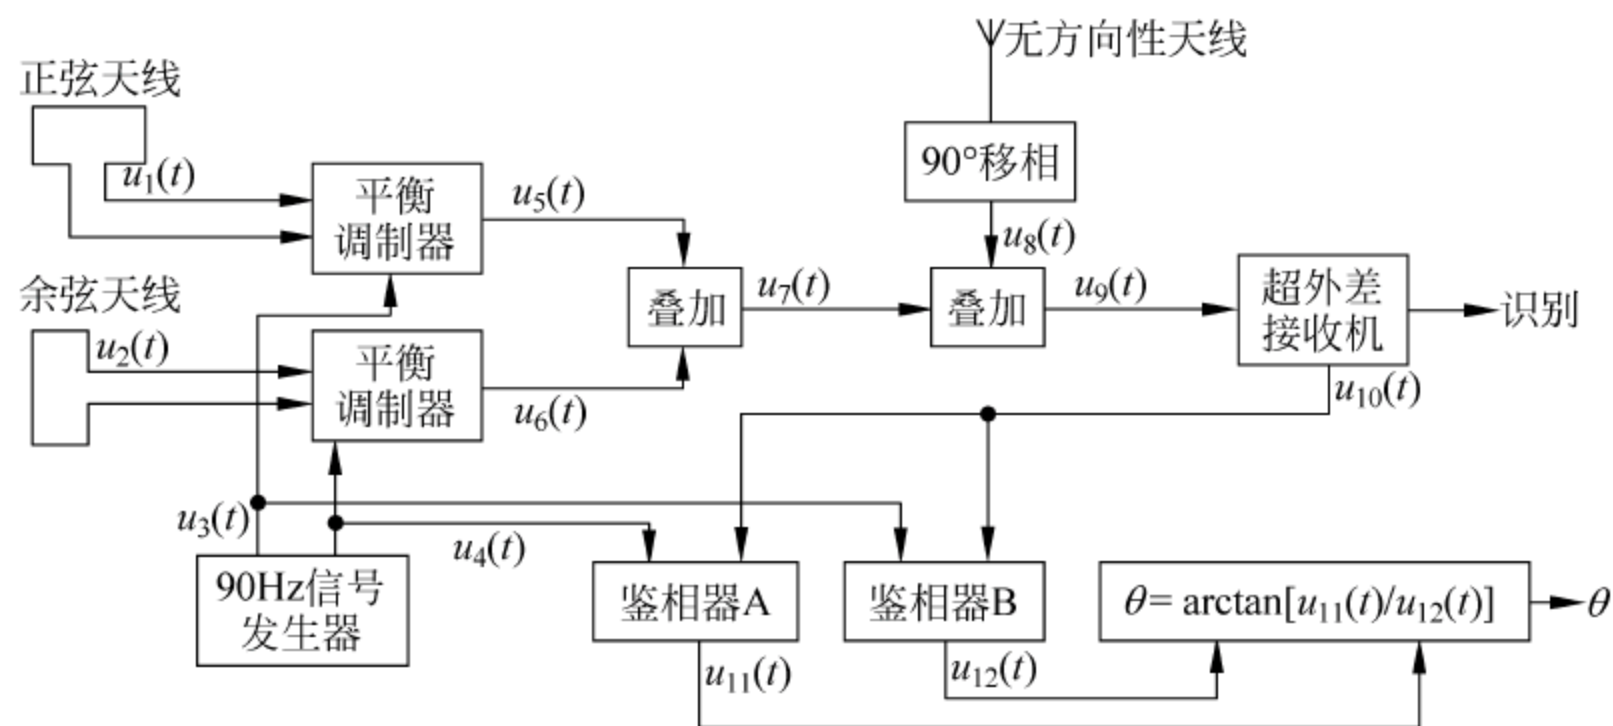 无方向性天线
正弦天线
90°移相
u1(t)
平衡
调制器
u5(t)
u8(t)
余弦天线
叠加
u7(t)
叠加
u9(t)
超外差
接收机
识别
u2(t)
平衡
调制器
u6(t)
u10(t)
u3(t)
u4(t)
90Hz信号
发生器
鉴相器A
鉴相器B
θ= arctan[u11(t)/u12(t)]
θ
u11(t)
u12(t)